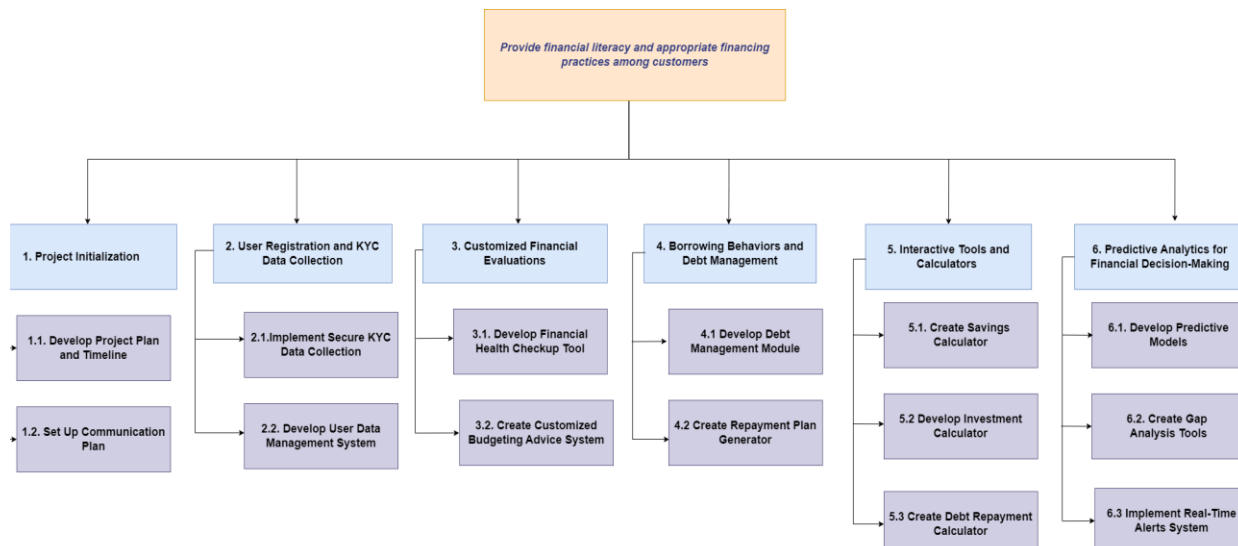 Provide financial literacy and appropriate financing
practices among customers
1. Project Initialization
2. User Registration and KYC
Data Collection
3. Customized Financial
Evaluations
4. Borrowing Behaviors and
Debt Management
5. Interactive Tools and
Calculators
6. Predictive Analytics for
Financial Decision-Making
1.1. Develop Project Plan
and Timeline
2.1.Implement Secure KYC
Data Collection
3.1. Develop Financial
Health Checkup Tool
4.1 Develop Debt
Management Module
5.1. Create Savings
Calculator
6.1. Develop Predictive
Models
1.2. Set Up Communication
Plan
2.2. Develop User Data
Management System
3.2. Create Customized
Budgeting Advice System
4.2 Create Repayment Plan
Generator
5.2 Develop Investment
Calculator
6.2. Create Gap
Analysis Tools
5.3 Create Debt Repayment
Calculator
6.3 Implement Real-Time
Alerts System